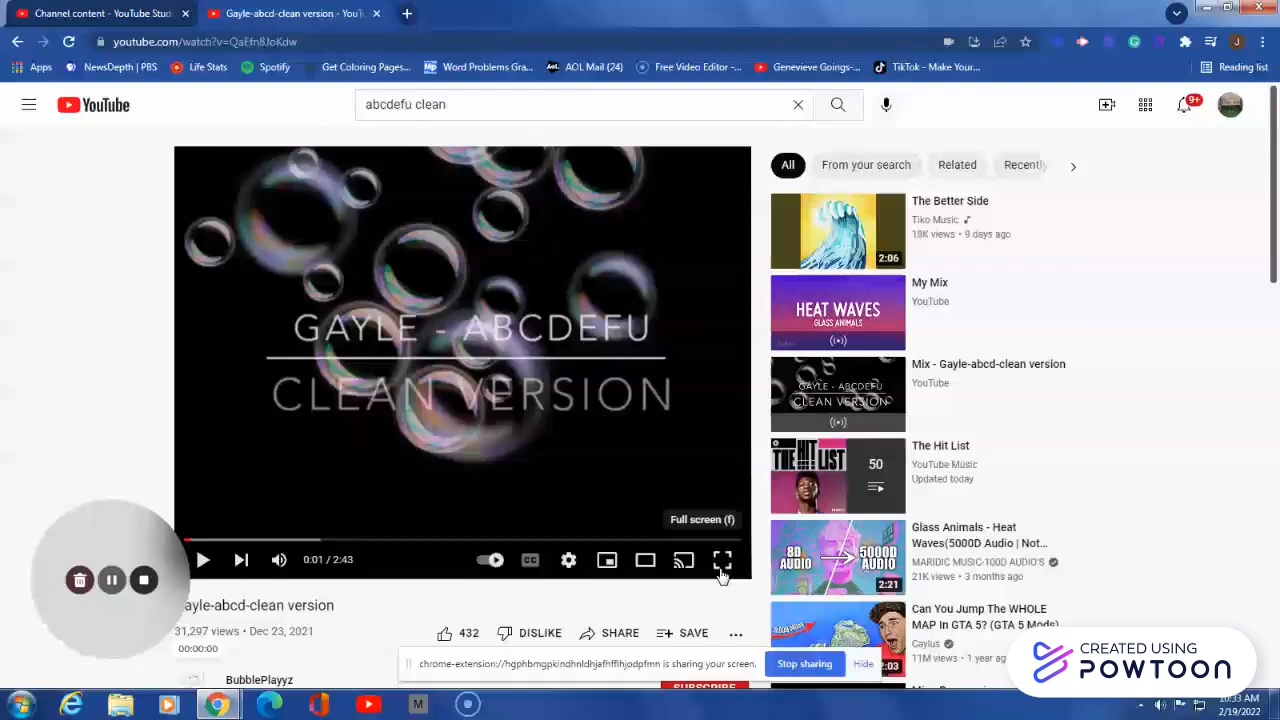 Channel content - YouTube Stud
Gayle-abcd-clean version - YouT
youtube.com/watch?v=QaEfn8JoKdw
Apps
NewsDepth | PBS
Life Stats
Spotify
Get Coloring Pages...
Word Problems Gra...
AOL Mail (24)
Free Video Editor -...
Genevieve Goings-...
TikTok - Make Your...
Reading list
YouTube
abcdefu clean
9+
All
From your search
Related
Recently
GAYLE - ABCDEFU
CLEAN VERSION
Full screen (f)
0:01 / 2:43
CC
Gayle-abcd-clean version
31,297 views • Dec 23, 2021
432
DISLIKE
SHARE
SAVE
00:00:00
BubblePlayyz
SUBSCRIBE
The Better Side
Tiko Music
18K views • 9 days ago
2:06
My Mix
YouTube
HEAT WAVES
GLASS ANIMALS
Mix - Gayle-abcd-clean version
YouTube
GAYLE - ABCDEFU
CLEAN VERSION
The Hit List
YouTube Music
Updated today
THE HIT LIST
50
Glass Animals - Heat
Waves(5000D Audio | Not...
MARIDIC MUSIC-100D AUDIO'S
21K views • 3 months ago
8D AUDIO
5000D AUDIO
2:21
Can You Jump The WHOLE
MAP In GTA 5? (GTA 5 Mods)
Caylus
11M views • 1 year ag
2:03
chrome-extension://hgphbmgpkindhnldhjafhfflhjodpfmn is sharing your screen.
Stop sharing
Hide
CREATED USING
POWTOON
10:33 AM
2/19/2022